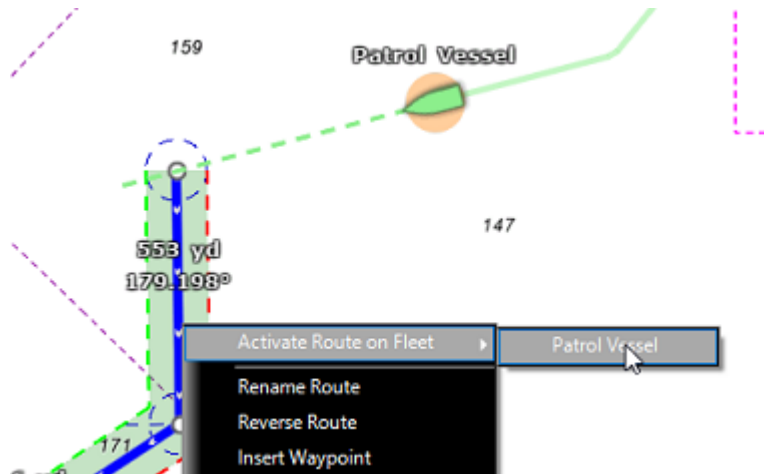 159
Patrol Vessel
147
553 yd
179.198°
Activate Route on Fleet
Patrol Vessel
Rename Route
Reverse Route
171
Insert Waypoint